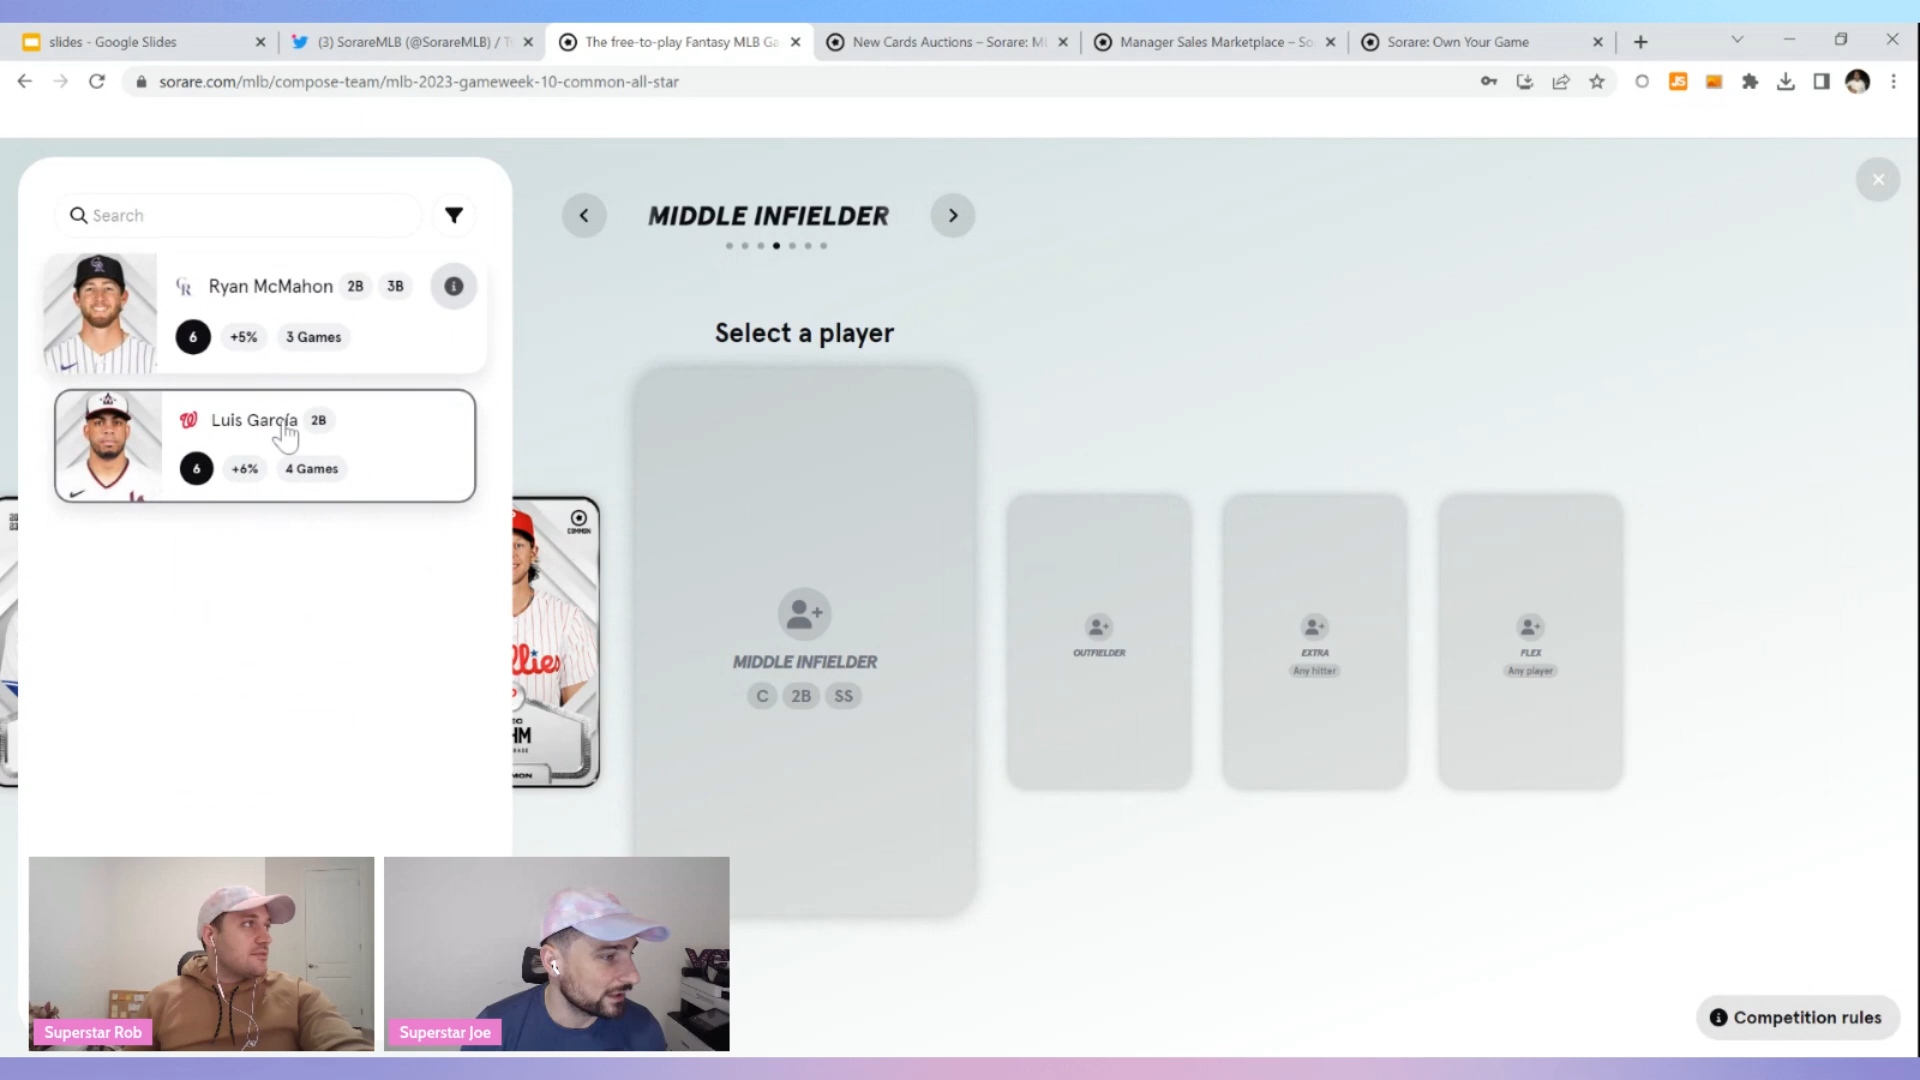 slides - Google Slides
(3) SorareMLB (@SorareMLB) / T
The free-to-play Fantasy MLB Ga
New Cards Auctions – Sorare: ML
Manager Sales Marketplace – So
Sorare: Own Your Game
sorare.com/mlb/compose-team/mlb-2023-gameweek-10-common-all-star
Search
MIDDLE INFIELDER
Ryan McMahon 2B 3B
6 +5% 3 Games
Select a player
Luis García 2B
6 +6% 4 Games
COMMON
MIDDLE INFIELDER
C 2B SS
OUTFIELDER
EXTRA
Any hitter
FLEX
Any player
Superstar Rob
Superstar Joe
Competition rules